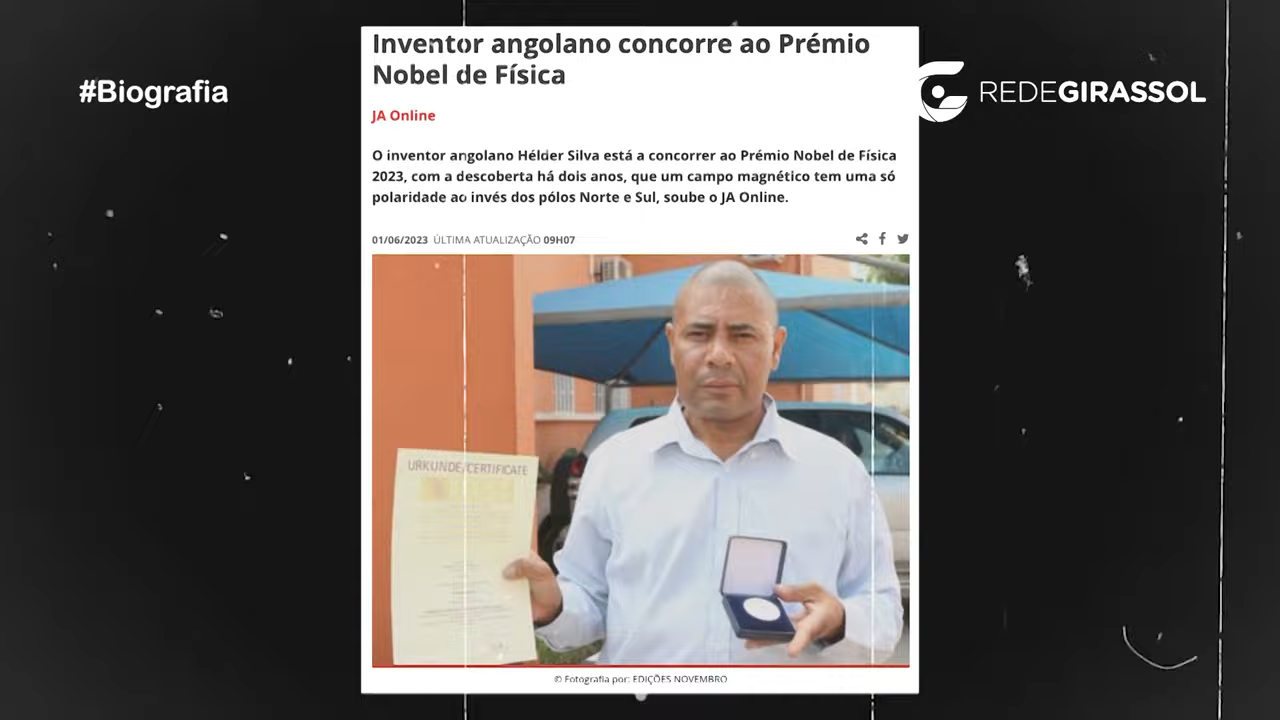 #Biografia
REDEGIRASSOL
Inventor angolano concorre ao Prémio
Nobel de Física
JA Online
O inventor angolano Hélder Silva está a concorrer ao Prémio Nobel de Física
2023, com a descoberta há dois anos, que um campo magnético tem uma só
polaridade ao invés dos pólos Norte e Sul, soube o JA Online.
01/06/2023 ÚLTIMA ATUALIZAÇÃO 09H07
URKUNDE/CERTIFICATE
© Fotografia por: EDIÇÕES NOVEMBRO